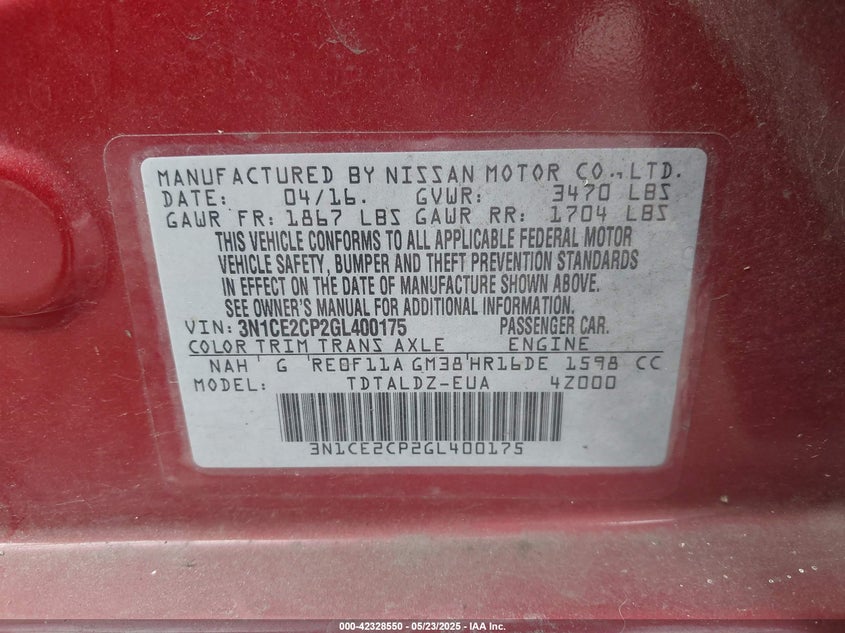 MANUFACTURED BY NISSAN MOTOR CO.,LTD.
DATE: 04/16. GVWR: 3470 LBS
GAWR FR: 1867 LBS GAWR RR: 1704 LBS
THIS VEHICLE CONFORMS TO ALL APPLICABLE FEDERAL MOTOR
VEHICLE SAFETY, BUMPER AND THEFT PREVENTION STANDARDS
IN EFFECT ON THE DATE OF MANUFACTURE SHOWN ABOVE.
SEE OWNER'S MANUAL FOR ADDITIONAL INFORMATION.
VIN: 3N1CE2CP2GL400175 PASSENGER CAR.
COLOR TRIM TRANS AXLE ENGINE
NAH G RE0F11A GM38 HR16DE 1598 CC
MODEL: TDTALDZ-EUA 4Z000
3N1CE2CP2GL400175
000-42328550 — 05/23/2025 — IAA Inc.